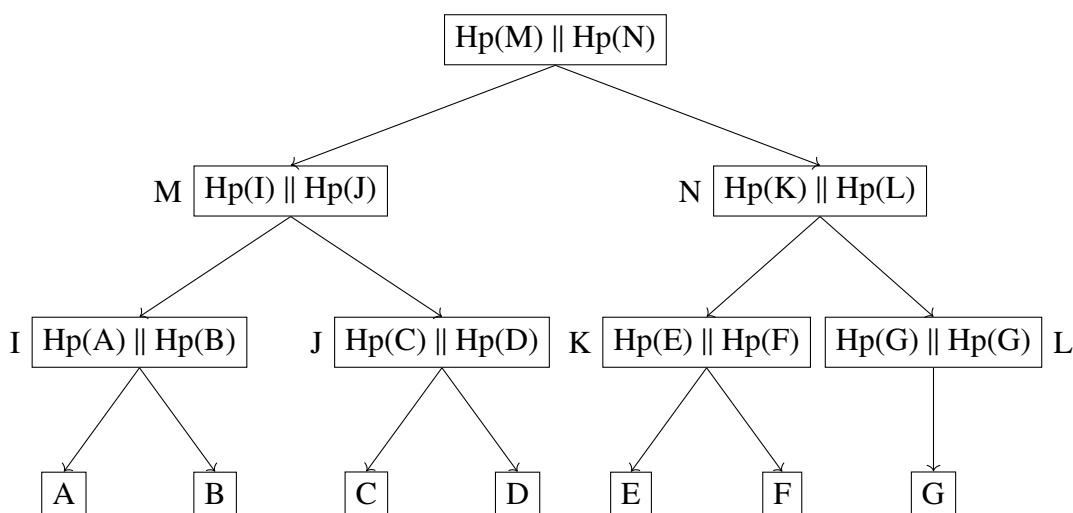 Hp(M) || Hp(N)
M Hp(I) || Hp(J) N Hp(K) || Hp(L)
I Hp(A) || Hp(B) J Hp(C) || Hp(D) K Hp(E) || Hp(F) Hp(G) || Hp(G) L
A B C D E F G